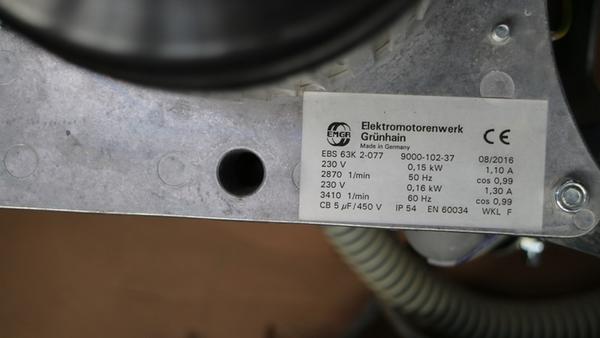 EMGR
Elektromotorenwerk
Grünhain
Made in Germany
CE
EBS 63K 2-077 9000-102-37 08/2016
230 V 0,15 kW 1,10 A
2870 1/min 50 Hz cos 0,99
230 V 0,16 kW 1,30 A
3410 1/min 60 Hz cos 0,99
CB 5 µF/450 V IP 54 EN 60034 WKL F